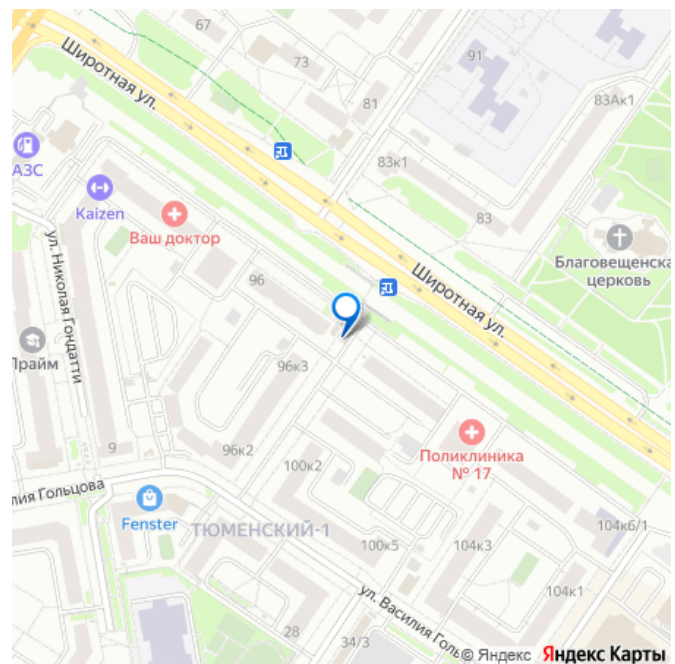 67
73
91
81
83Ак1
Широтная ул.
83к1
83
АЗС
Kaizen
Ваш доктор
Благовещенска
церковь
ул. Николая Гондатти
96
Широтная ул.
Прайм
96к3
9
96к2
100к2
Поликлиника
№ 17
лия Гольцова
Fenster
ТЮМЕНСКИЙ-1
100к5
104к3
104к6/1
104к1
28
34/3
ул. Василия Голь
© Яндекс Яндекс Карты